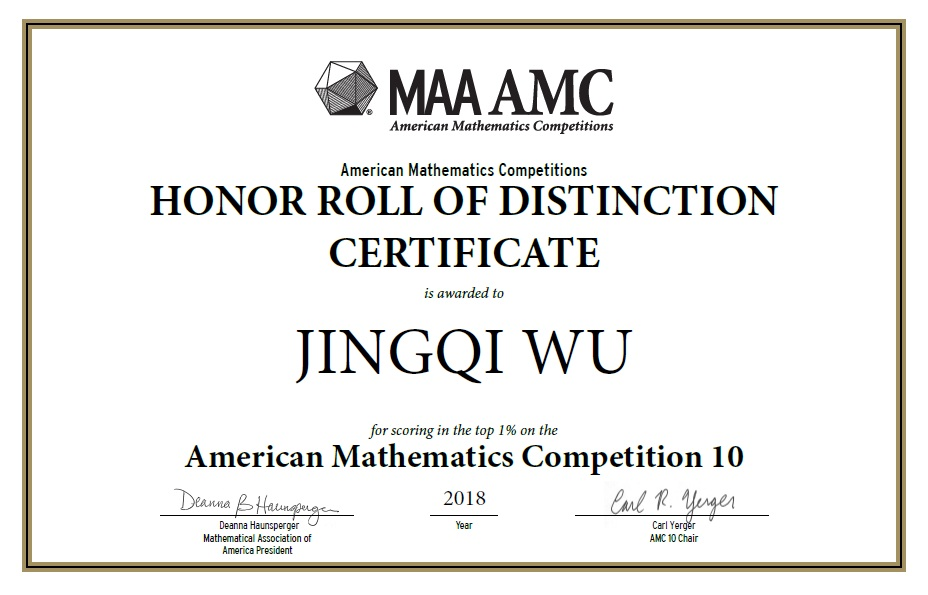 MAA AMC
®
American Mathematics Competitions
American Mathematics Competitions
HONOR ROLL OF DISTINCTION
CERTIFICATE
is awarded to
JINGQI WU
for scoring in the top 1% on the
American Mathematics Competition 10
Deanna B Haunsperger 2018 Carl R. Yerger
Deanna Haunsperger Year Carl Yerger
Mathematical Association of AMC 10 Chair
America President